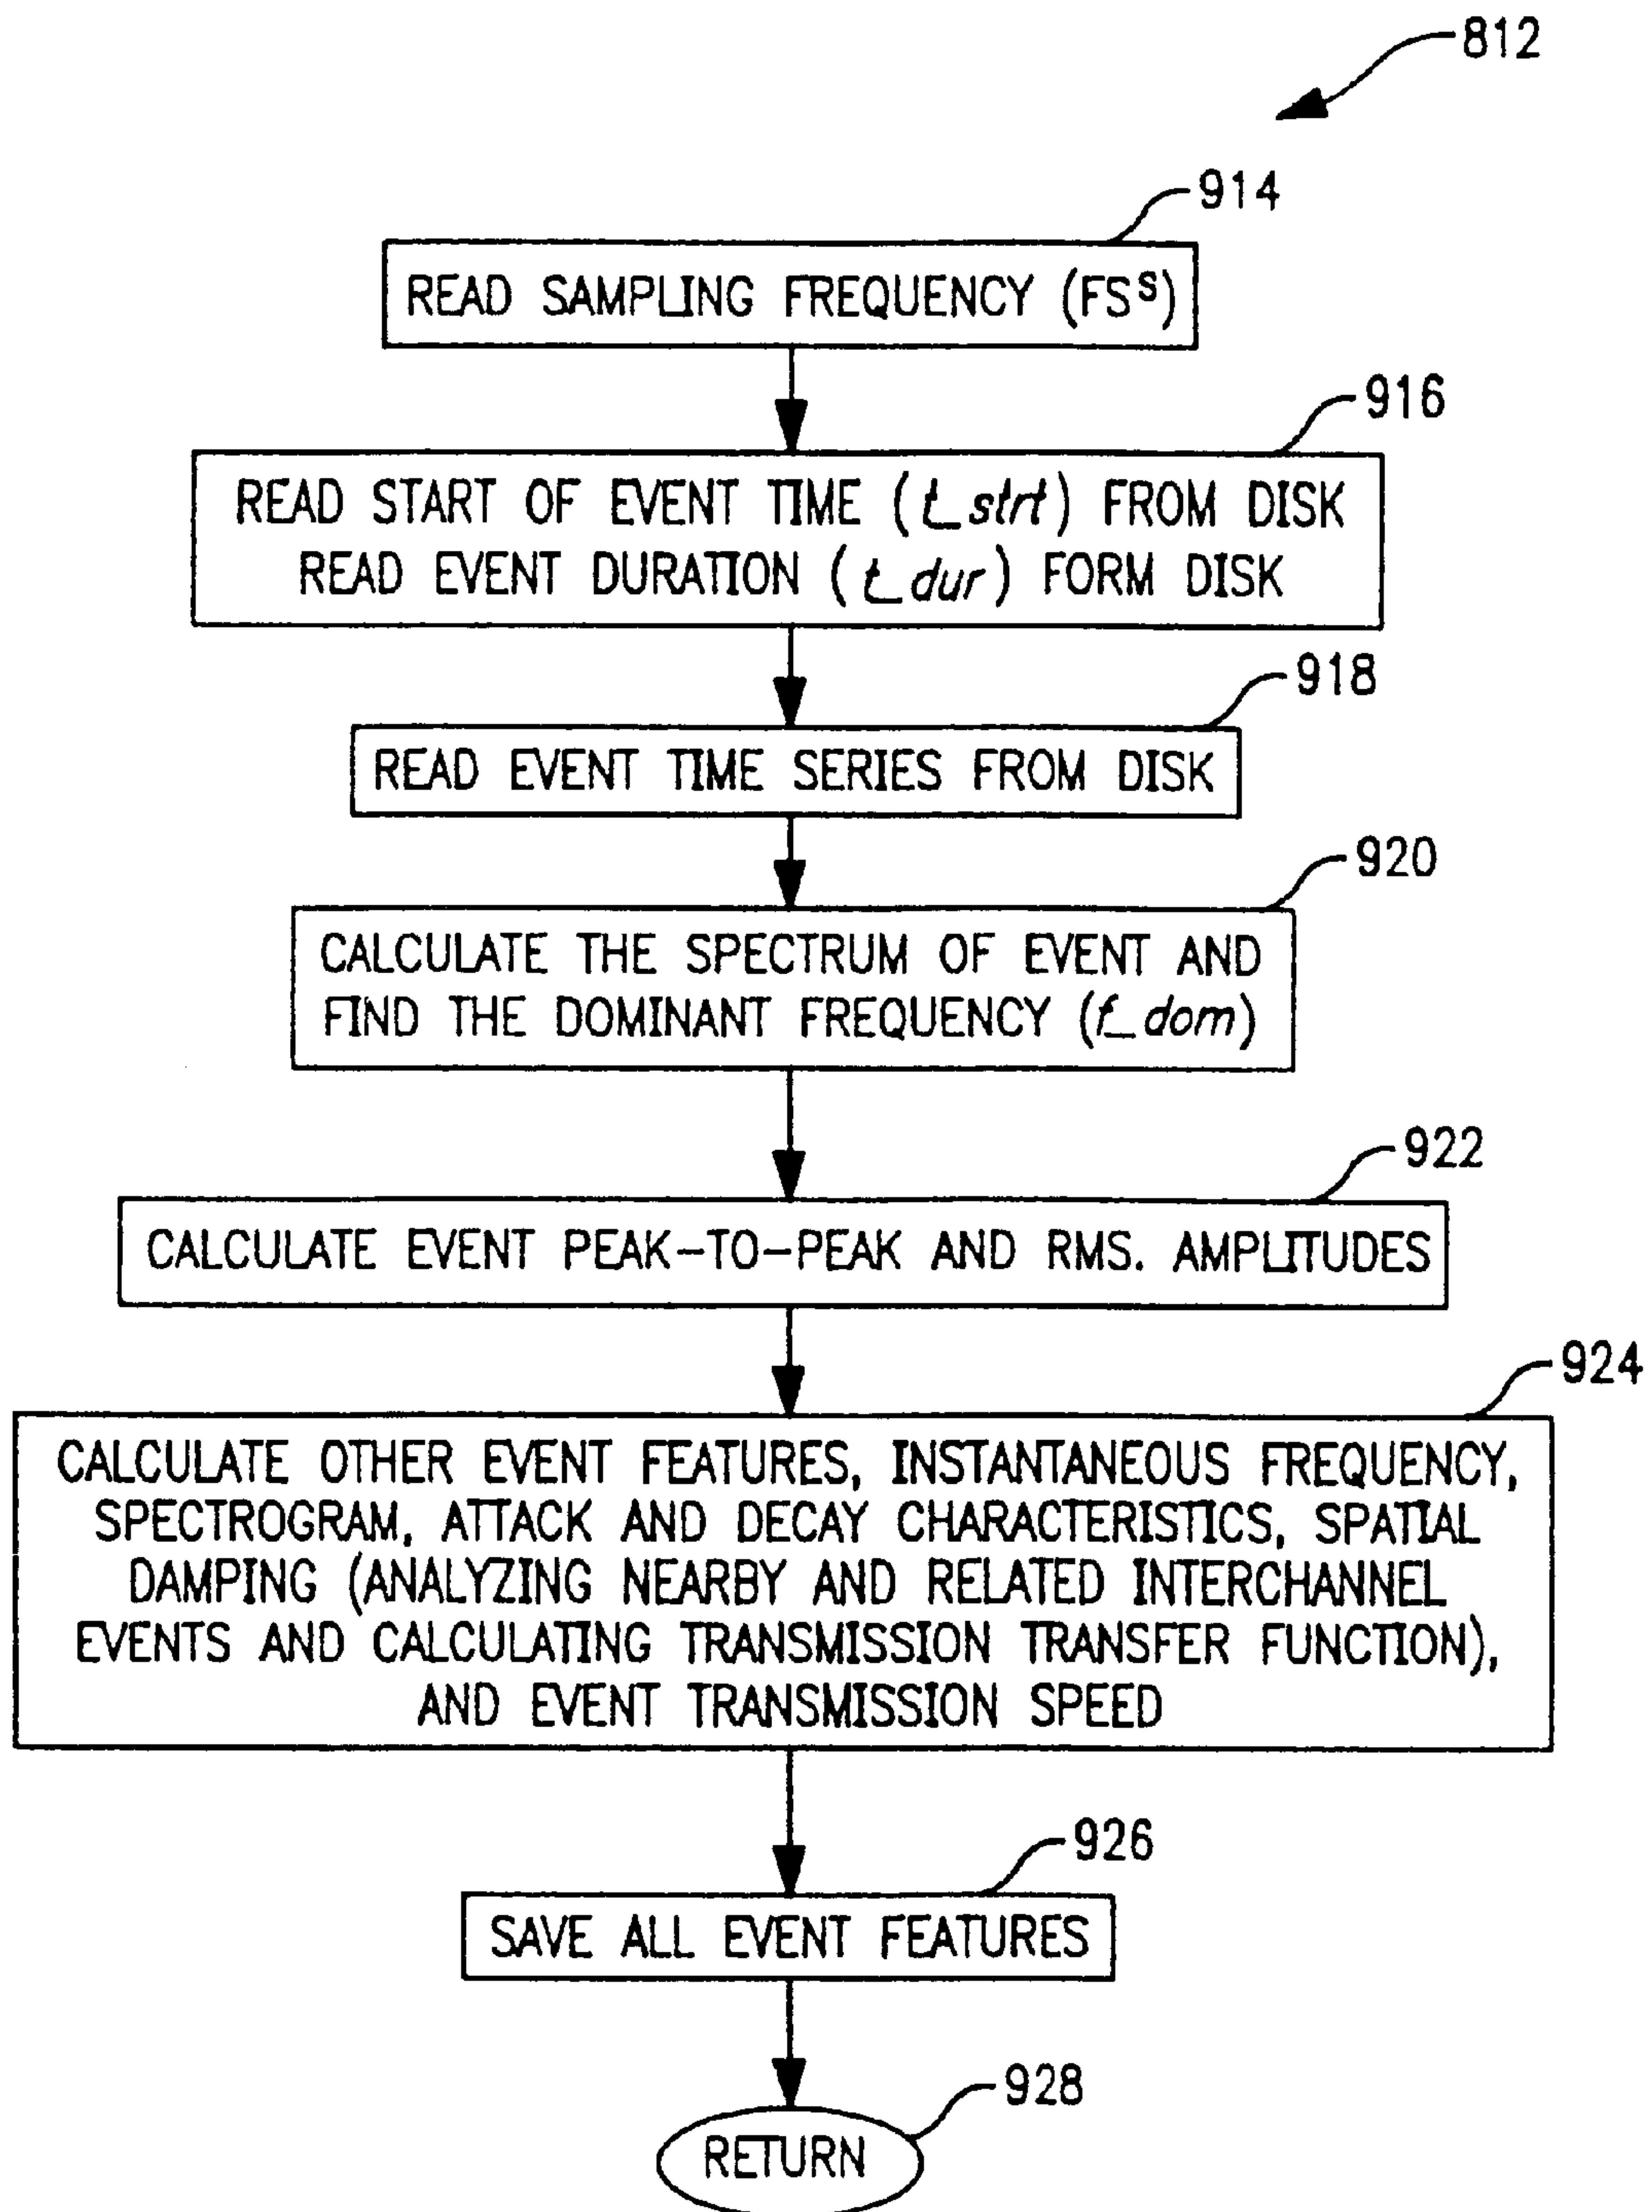 812
914
READ SAMPLING FREQUENCY (FSˢ)
916
READ START OF EVENT TIME (t_strt) FROM DISK
READ EVENT DURATION (t_dur) FORM DISK
918
READ EVENT TIME SERIES FROM DISK
920
CALCULATE THE SPECTRUM OF EVENT AND
FIND THE DOMINANT FREQUENCY (f_dom)
922
CALCULATE EVENT PEAK-TO-PEAK AND RMS. AMPLITUDES
924
CALCULATE OTHER EVENT FEATURES, INSTANTANEOUS FREQUENCY,
SPECTROGRAM, ATTACK AND DECAY CHARACTERISTICS, SPATIAL
DAMPING (ANALYZING NEARBY AND RELATED INTERCHANNEL
EVENTS AND CALCULATING TRANSMISSION TRANSFER FUNCTION),
AND EVENT TRANSMISSION SPEED
926
SAVE ALL EVENT FEATURES
928
RETURN